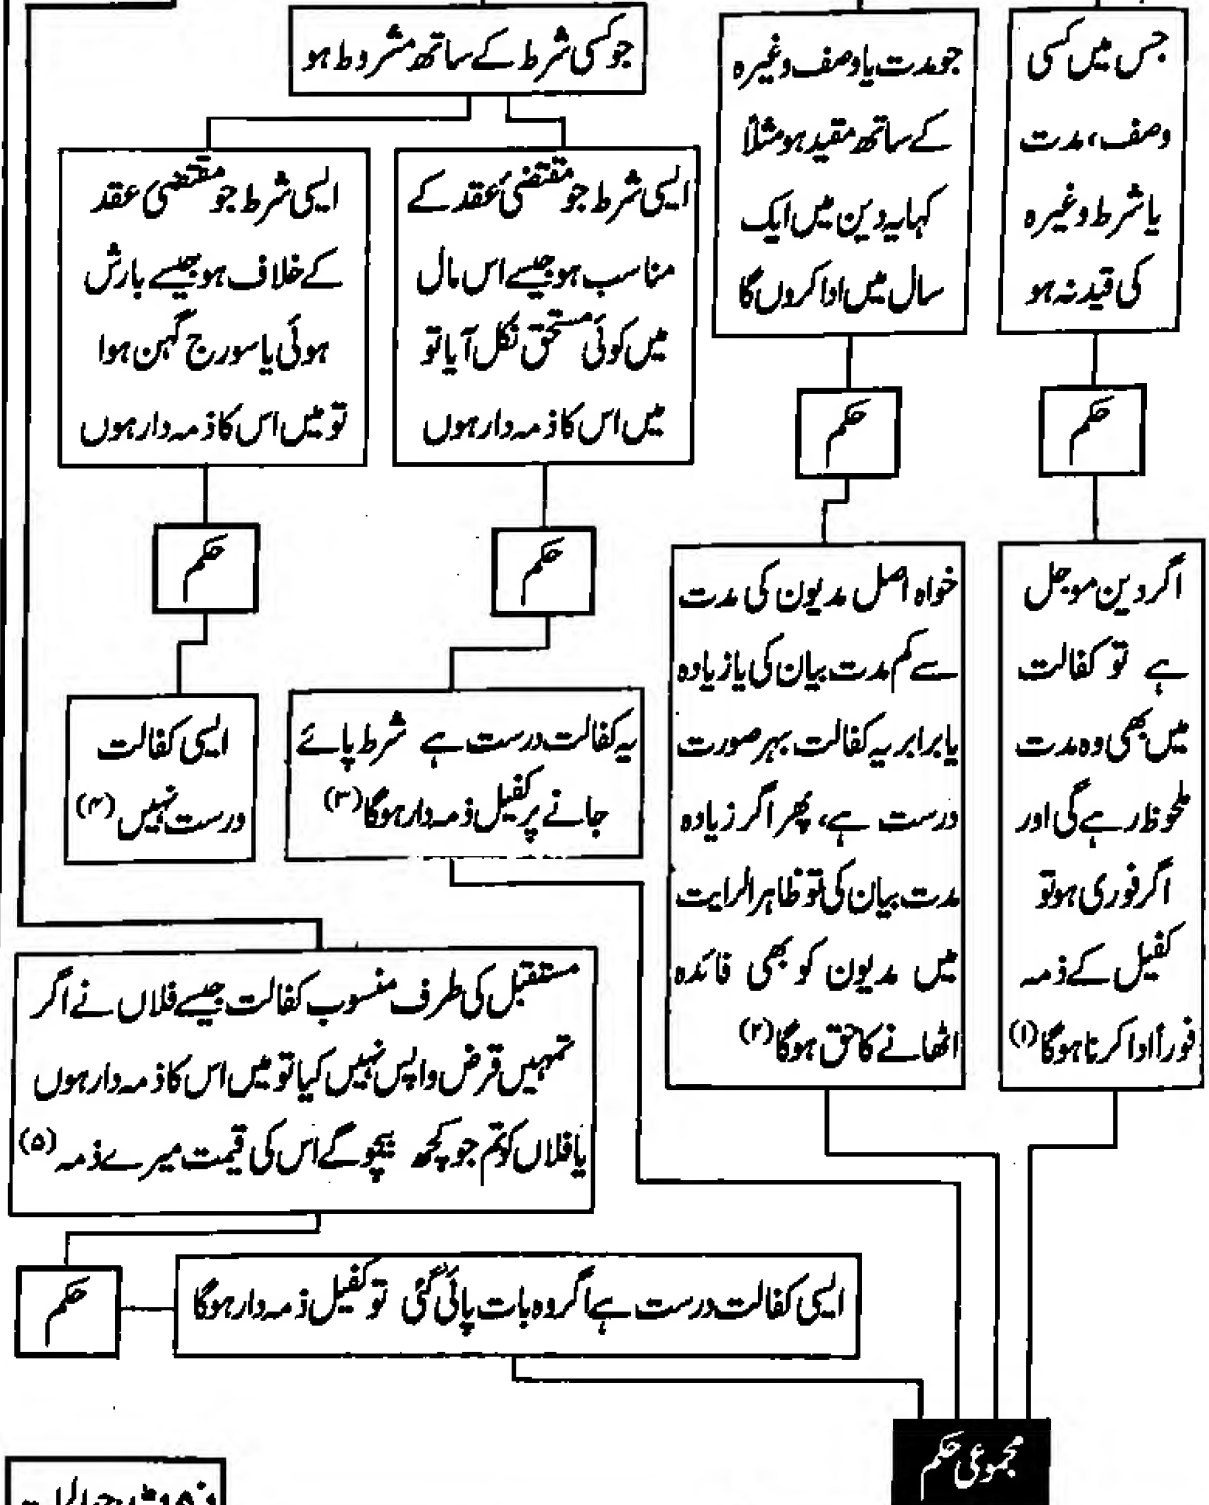 جس میں کسی
وصف، مدت
یا شرط وغیرہ
کی قید نہ ہو
حکم
اگر دین موجل
ہے تو کفالت
میں بھی وہ مدت
ملحوظ رہے گی اور
اگر فوری ہو تو
کفیل کے ذمہ
فوراً ادا کرنا ہوگا (۱)
جو مدت یا وصف وغیرہ
کے ساتھ مقید ہو مثلاً
کہا یہ دین میں ایک
سال میں ادا کروں گا
حکم
خواہ اصل مدیون کی مدت
سے کم مدت بیان کی یا زیادہ
یا برابر یہ کفالت بہر صورت
درست ہے، پھر اگر زیادہ
مدت بیان کی تو ظاہر الرایت
میں مدیون کو بھی فائدہ
اٹھانے کا حق ہوگا (۲)
جو کسی شرط کے ساتھ مشروط ہو
ایسی شرط جو مقتضیٔ عقد کے
مناسب ہو جیسے اس مال
میں کوئی مستحق نکل آیا تو
میں اس کا ذمہ دار ہوں
حکم
یہ کفالت درست ہے شرط پائے
جانے پر کفیل ذمہ دار ہوگا (۳)
ایسی شرط جو مقتضیٔ عقد
کے خلاف ہو جیسے بارش
ہوئی یا سورج گہن ہوا
تو میں اس کا ذمہ دار ہوں
حکم
ایسی کفالت
درست نہیں (۴)
مستقبل کی طرف منسوب کفالت جیسے فلاں نے اگر
تمہیں قرض واپس نہیں کیا تو میں اس کا ذمہ دار ہوں
یا فلاں کو تم جو کچھ بیچو گے اس کی قیمت میرے ذمہ (۵)
حکم
ایسی کفالت درست ہے اگر وہ بات پائی گئی تو کفیل ذمہ دار ہوگا
مجموعی حکم